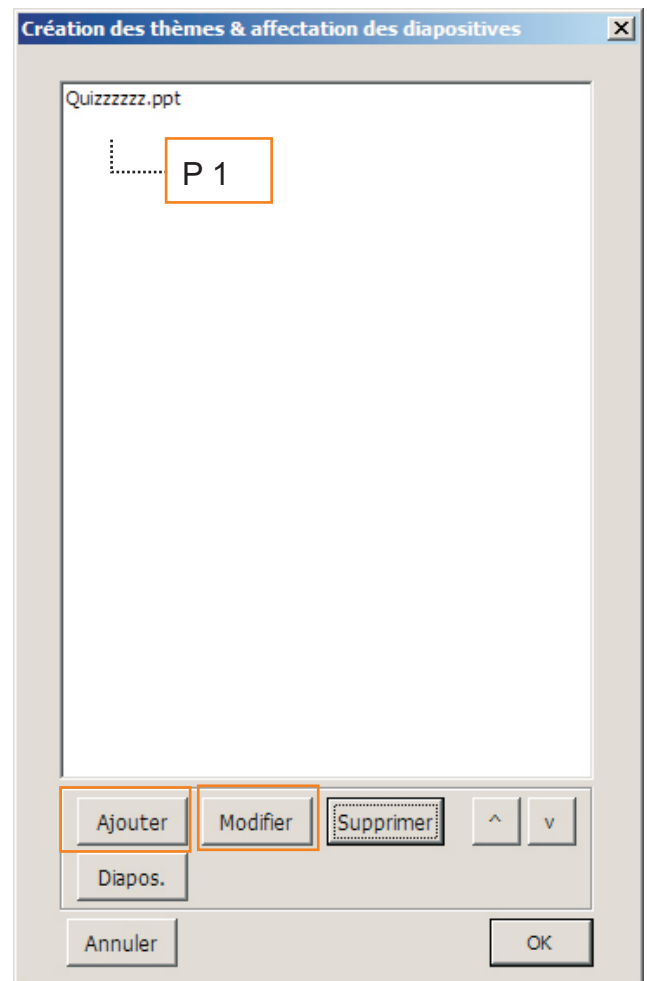 Création des thèmes & affectation des diapositives X
Quizzzzzz.ppt
P 1
Ajouter Modifier Supprimer ^ v
Diapos.
Annuler OK